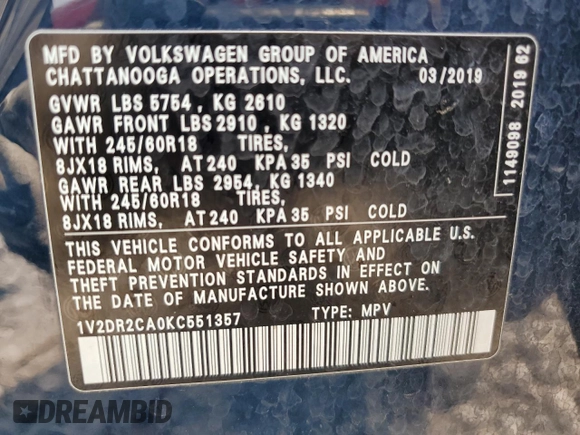 MFD BY VOLKSWAGEN GROUP OF AMERICA
CHATTANOOGA OPERATIONS, LLC. 03/2019
GVWR LBS 5754 , KG 2610
GAWR FRONT LBS 2910 , KG 1320
WITH 245/60R18 TIRES,
8JX18 RIMS, AT 240 KPA 35 PSI COLD
GAWR REAR LBS 2954, KG 1340
WITH 245/60R18 TIRES,
8JX18 RIMS, AT 240 KPA 35 PSI COLD
THIS VEHICLE CONFORMS TO ALL APPLICABLE U.S.
FEDERAL MOTOR VEHICLE SAFETY AND
THEFT PREVENTION STANDARDS IN EFFECT ON
THE DATE OF MANUFACTURE SHOWN ABOVE.
1V2DR2CA0KC551357 TYPE: MPV
1149098 2019 62
DREAMBID